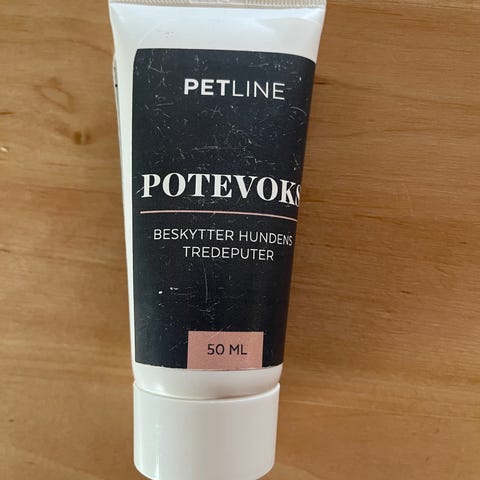 PETLINE
POTEVOKS
BESKYTTER HUNDENS
TREDEPUTER
50 ML